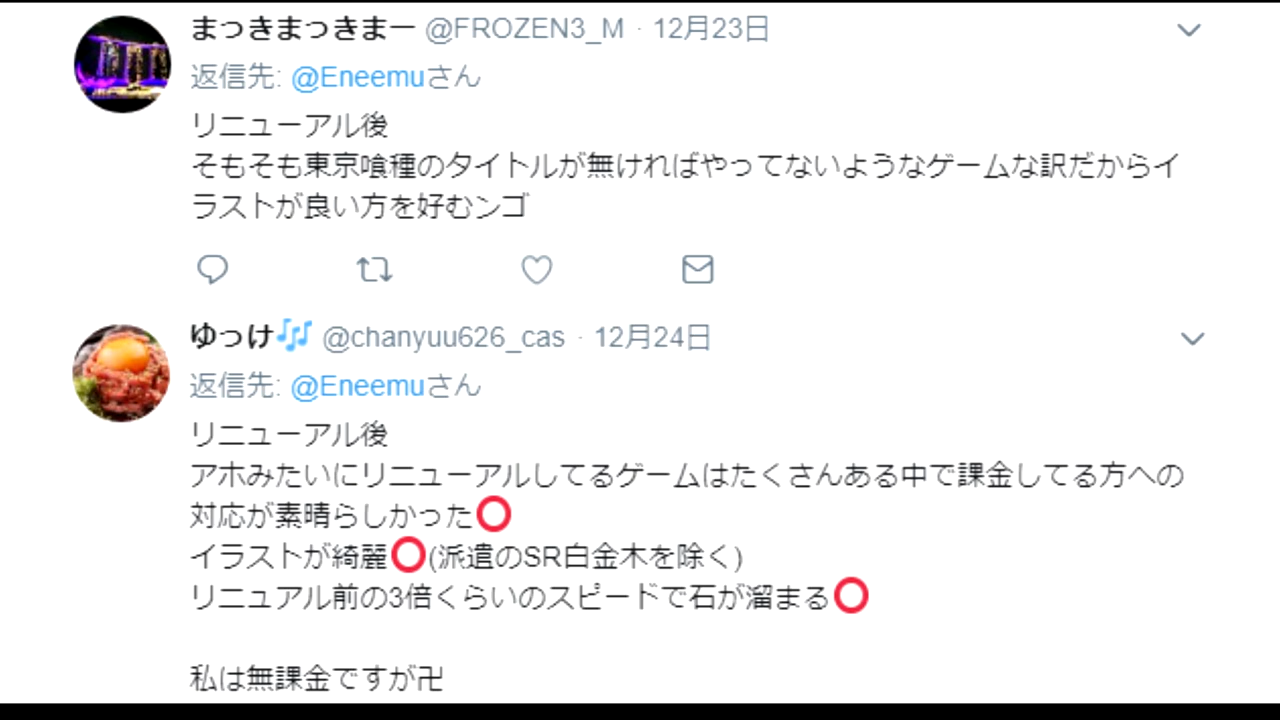 まっきまっきまー @FROZEN3_M · 12月23日
返信先: @Eneemuさん
リニューアル後
そもそも東京喰種のタイトルが無ければやってないようなゲームな訳だからイ
ラストが良い方を好むンゴ
ゆっけ🎶 @chanyuu626_cas · 12月24日
返信先: @Eneemuさん
リニューアル後
アホみたいにリニューアルしてるゲームはたくさんある中で課金してる方への
対応が素晴らしかった⭕
イラストが綺麗⭕(派遣のSR白金木を除く)
リニュアル前の3倍くらいのスピードで石が溜まる⭕
私は無課金ですが卍